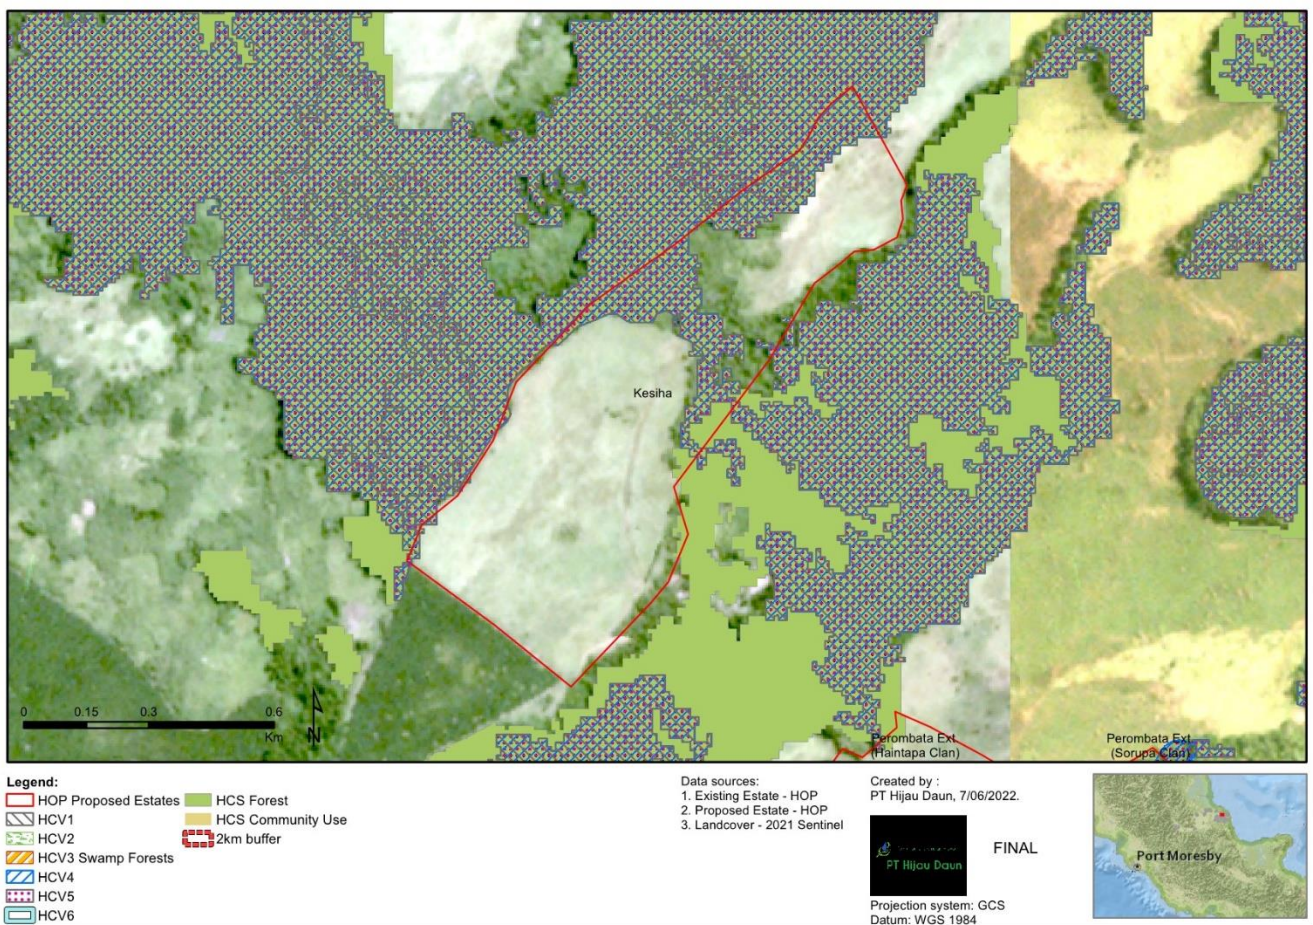 Kesiha
0 0.15 0.3 0.6
Km
N
Perombata Ext
(Haintapa Clan)
Perombata Ext
(Sorupa Clan)
Legend:
HOP Proposed Estates
HCV1
HCV2
HCV3 Swamp Forests
HCV4
HCV5
HCV6
HCS Forest
HCS Community Use
2km buffer
Data sources:
1. Existing Estate - HOP
2. Proposed Estate - HOP
3. Landcover - 2021 Sentinel
Created by :
PT Hijau Daun, 7/06/2022.
PT Hijau Daun
FINAL
Projection system: GCS
Datum: WGS 1984
Port Moresby